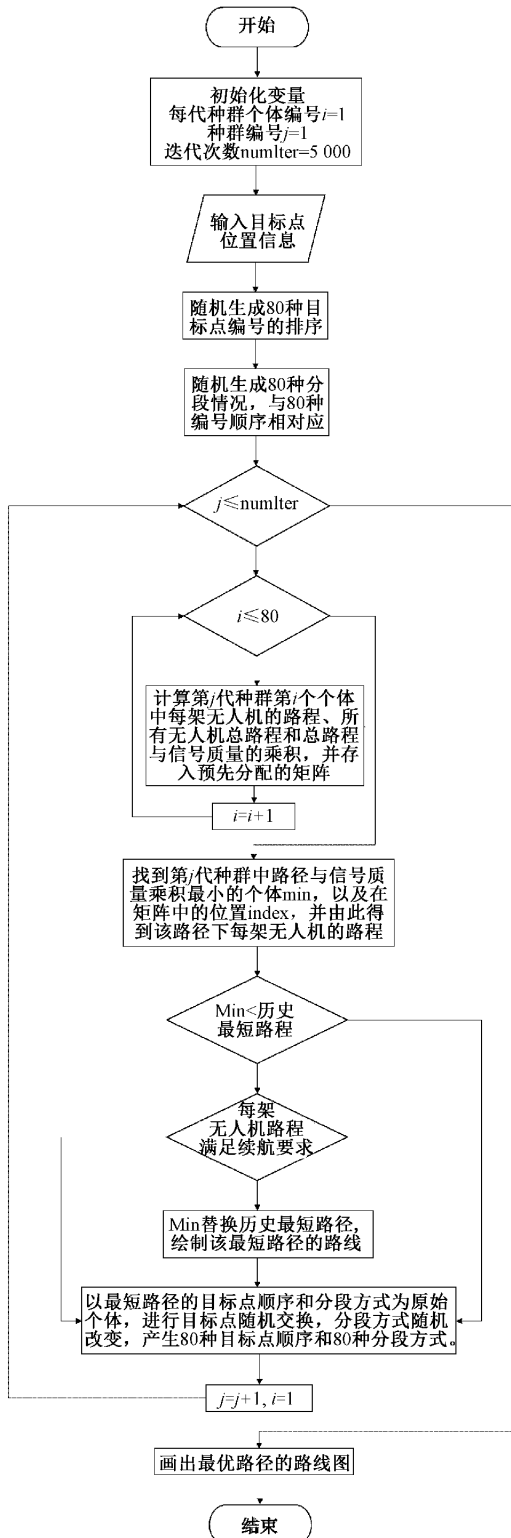 开始
初始化变量
每代种群个体编号i=1
种群编号j=1
迭代次数numIter=5 000
输入目标点
位置信息
随机生成80种目
标点编号的排序
随机生成80种分
段情况，与80种
编号顺序相对应
j≤numIter
i≤80
计算第j代种群第i个个体
中每架无人机的路程、所
有无人机总路程和总路程
与信号质量的乘积，并存
入预先分配的矩阵
i=i+1
找到第j代种群中路径与信号质
量乘积最小的个体min，以及在
矩阵中的位置index，并由此得
到该路径下每架无人机的路程
Min<历史
最短路程
每架
无人机路程
满足续航要求
Min替换历史最短路径，
绘制该最短路径的路线
以最短路径的目标点顺序和分段方式为原始
个体，进行目标点随机交换，分段方式随机
改变，产生80种目标点顺序和80种分段方式。
j=j+1, i=1
画出最优路径的路线图
结束